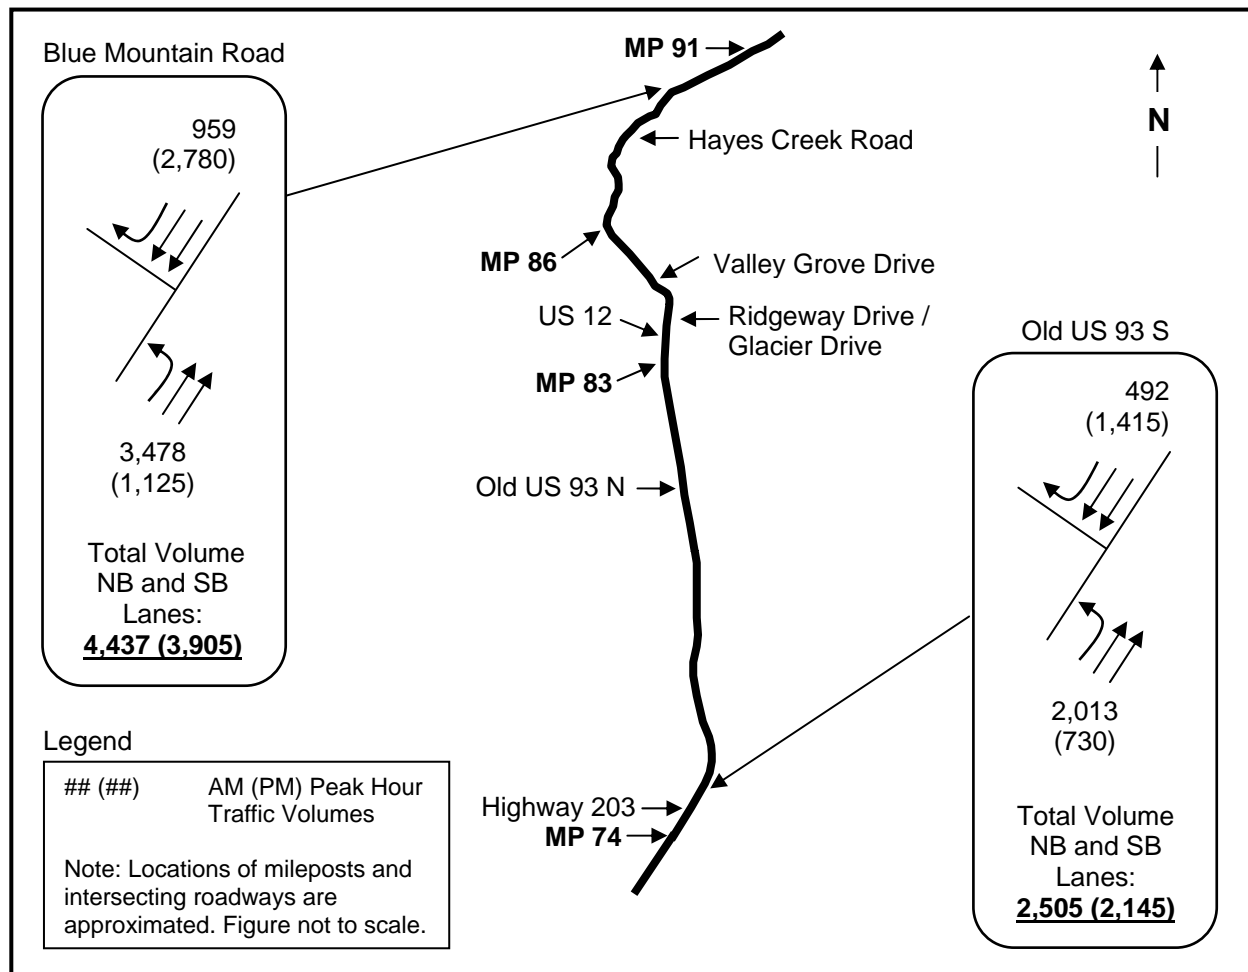 Blue Mountain Road
959
(2,780)
3,478
(1,125)
Total Volume
NB and SB
Lanes:
4,437 (3,905)
MP 91
Hayes Creek Road
MP 86
Valley Grove Drive
US 12
Ridgeway Drive /
Glacier Drive
MP 83
Old US 93 N
Highway 203
MP 74
N
Old US 93 S
492
(1,415)
2,013
(730)
Total Volume
NB and SB
Lanes:
2,505 (2,145)
Legend
## (##) AM (PM) Peak Hour
Traffic Volumes
Note: Locations of mileposts and
intersecting roadways are
approximated. Figure not to scale.